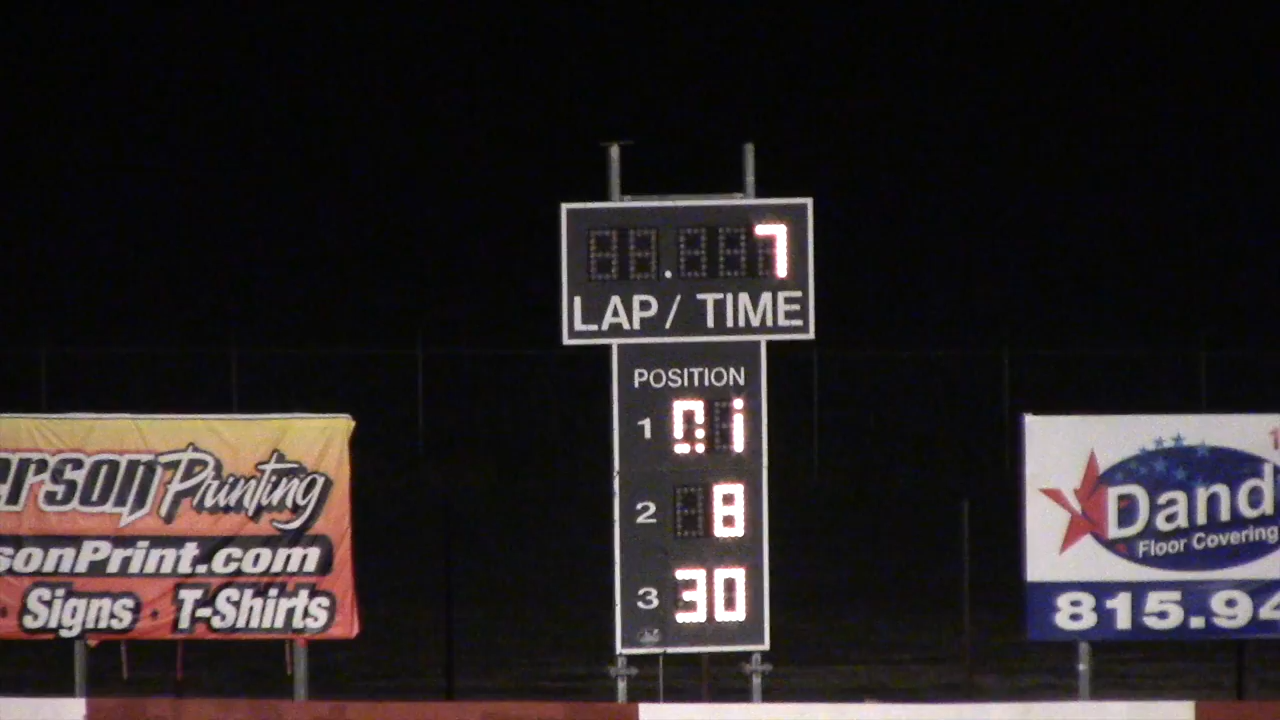 7
LAP/ TIME
POSITION
1
2 8
3 30
erson Printing
sonPrint.com
Signs · T-Shirts
Dand
Floor Covering
815.94